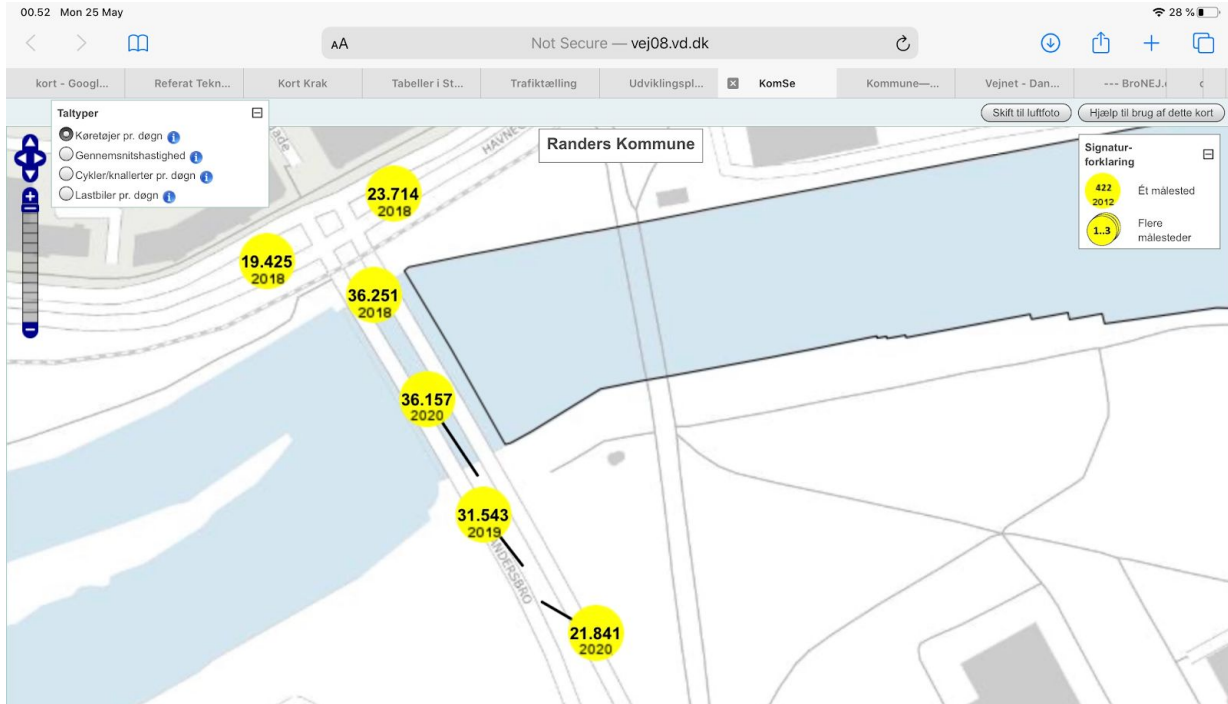 00.52 Mon 25 May
28 %
AA
Not Secure — vej08.vd.dk
kort - Googl...
Referat Tekn...
Kort Krak
Tabeller i St...
Trafiktælling
Udviklingspl...
KomSe
Kommune—...
Vejnet - Dan...
--- BroNEJ.
Taltyper
Køretøjer pr. døgn
Gennemsnitshastighed
Cykler/knallerter pr. døgn
Lastbiler pr. døgn
Skift til luftfoto
Hjælp til brug af dette kort
Randers Kommune
Signatur-
forklaring
422
2012
Ét målested
1..3
Flere
målesteder
HAVNEG
23.714
2018
19.425
2018
36.251
2018
36.157
2020
31.543
2019
ANDERSBRO
21.841
2020